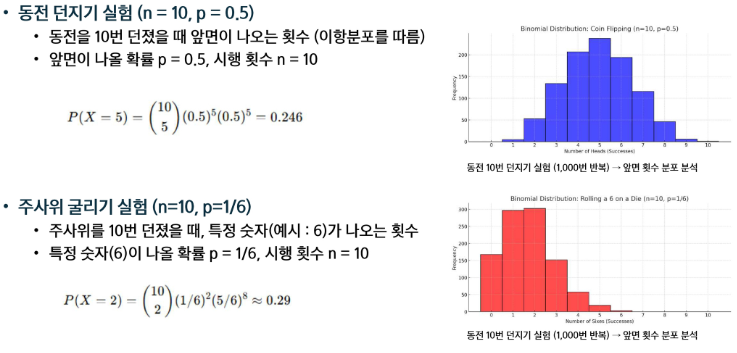 • 동전 던지기 실험 (n = 10, p = 0.5)
• 동전을 10번 던졌을 때 앞면이 나오는 횟수 (이항분포를 따름)
• 앞면이 나올 확률 p = 0.5, 시행 횟수 n = 10
P(X = 5) = (10 5)(0.5)⁵(0.5)⁵ = 0.246
Binomial Distribution: Coin Flipping (n=10, p=0.5)
Frequency
200
150
100
50
0
0 1 2 3 4 5 6 7 8 9 10
Number of Heads (Successes)
동전 10번 던지기 실험 (1,000번 반복) → 앞면 횟수 분포 분석
• 주사위 굴리기 실험 (n=10, p=1/6)
• 주사위를 10번 던졌을 때, 특정 숫자(예시 : 6)가 나오는 횟수
• 특정 숫자(6)이 나올 확률 p = 1/6, 시행 횟수 n = 10
P(X = 2) = (10 2)(1/6)²(5/6)⁸ ≈ 0.29
Binomial Distribution: Rolling a 6 on a Die (n=10, p=1/6)
Frequency
300
250
200
150
100
50
0
0 1 2 3 4 5 6 7 8 9 10
Number of Sixes (Successes)
동전 10번 던지기 실험 (1,000번 반복) → 앞면 횟수 분포 분석